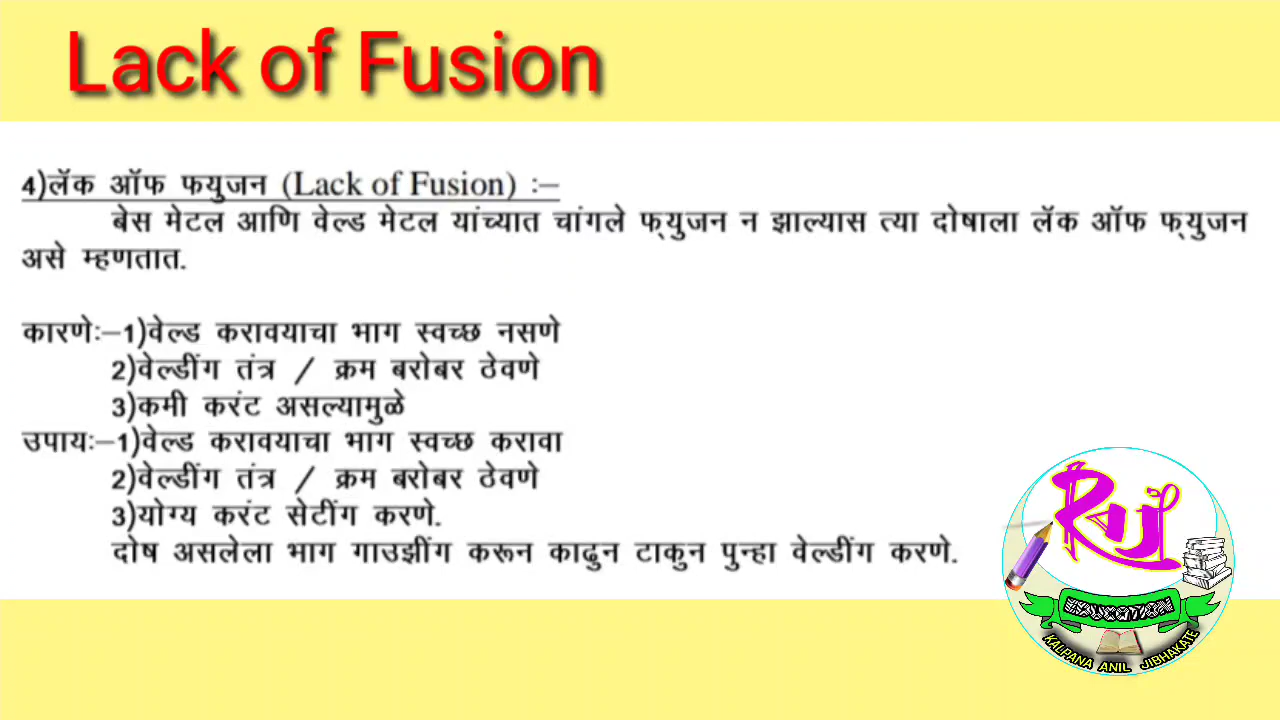 Lack of Fusion
4)लॅक ऑफ फयुजन (Lack of Fusion) :–
बेस मेटल आणि वेल्ड मेटल यांच्यात चांगले फ्युजन न झाल्यास त्या दोषाला लॅक ऑफ फ्युजन
असे म्हणतात.
कारणे:–1)वेल्ड करावयाचा भाग स्वच्छ नसणे
2)वेल्डींग तंत्र / क्रम बरोबर ठेवणे
3)कमी करंट असल्यामुळे
उपाय:–1)वेल्ड करावयाचा भाग स्वच्छ करावा
2)वेल्डींग तंत्र / क्रम बरोबर ठेवणे
3)योग्य करंट सेटींग करणे.
दोष असलेला भाग गाउझींग करून काढुन टाकुन पुन्हा वेल्डींग करणे.
RUJ
EDUCATION
KALPANA ANIL JIBHAKATE